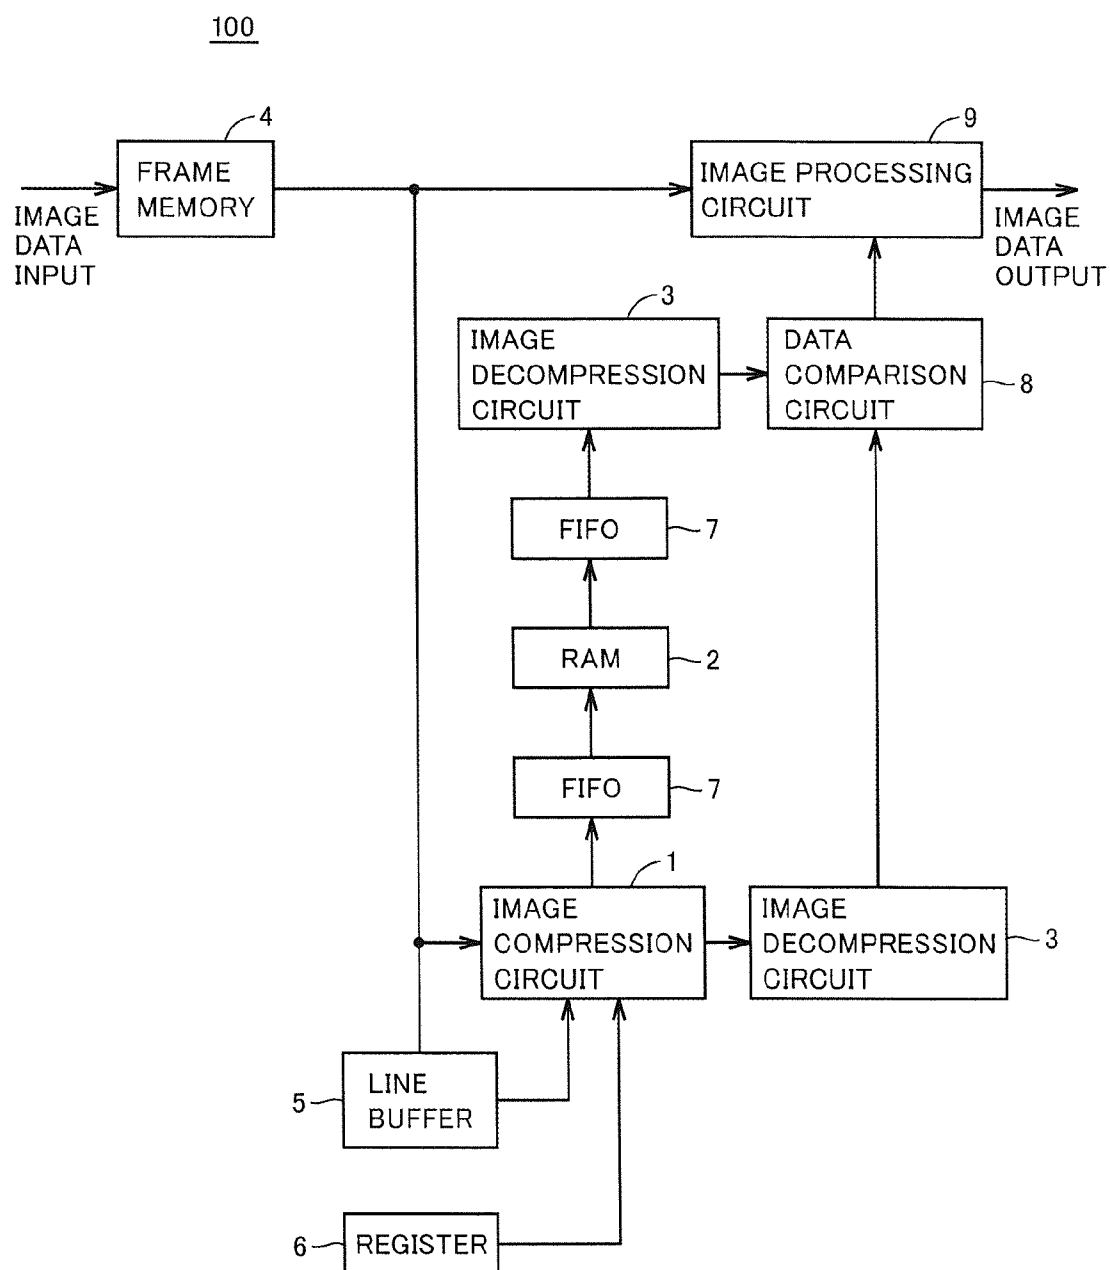 100
4
FRAME
MEMORY
IMAGE
DATA
INPUT
9
IMAGE PROCESSING
CIRCUIT
IMAGE
DATA
OUTPUT
3
IMAGE
DECOMPRESSION
CIRCUIT
DATA
COMPARISON
CIRCUIT
8
FIFO
7
RAM
2
FIFO
7
1
IMAGE
COMPRESSION
CIRCUIT
IMAGE
DECOMPRESSION
CIRCUIT
3
5
LINE
BUFFER
6
REGISTER